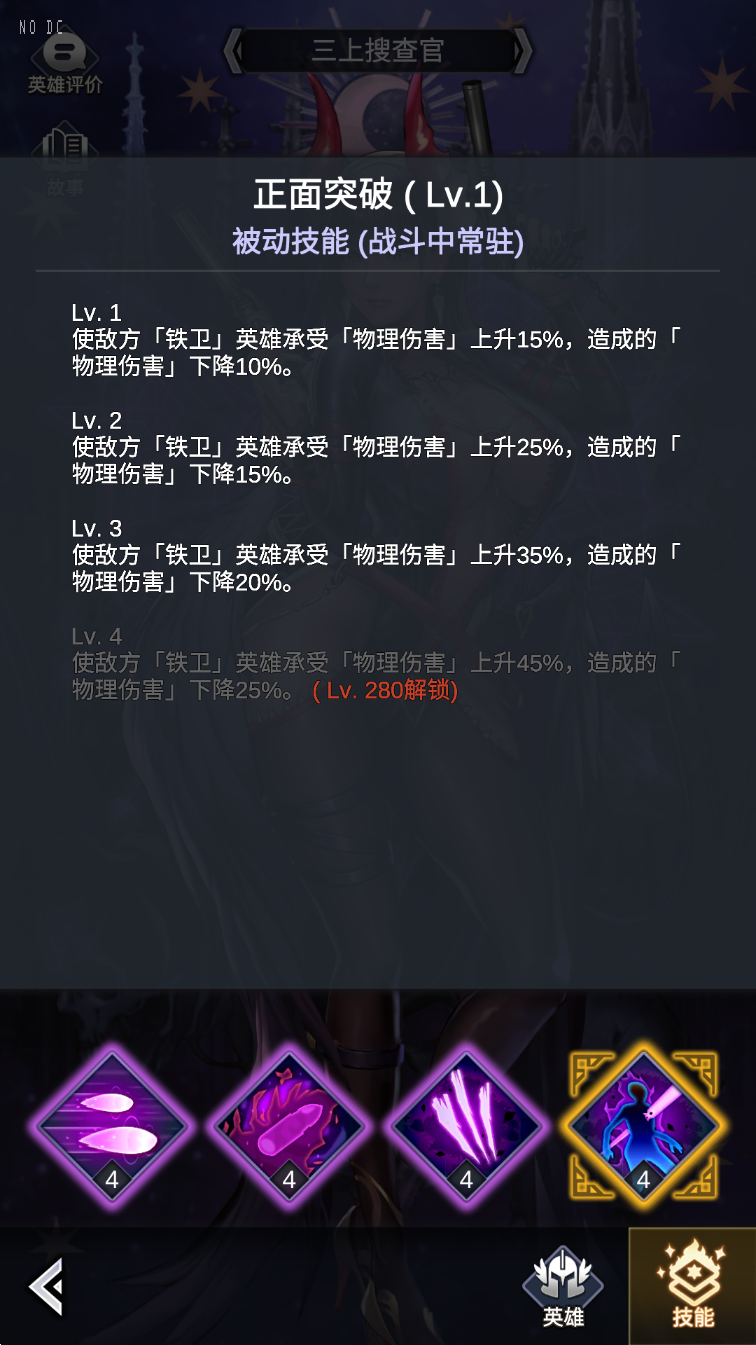 NO DC
英雄评价
三上搜查官
故事
正面突破 ( Lv.1)
被动技能 (战斗中常驻)
Lv. 1
使敌方「铁卫」英雄承受「物理伤害」上升15%，造成的「
物理伤害」下降10%。
Lv. 2
使敌方「铁卫」英雄承受「物理伤害」上升25%，造成的「
物理伤害」下降15%。
Lv. 3
使敌方「铁卫」英雄承受「物理伤害」上升35%，造成的「
物理伤害」下降20%。
Lv. 4
使敌方「铁卫」英雄承受「物理伤害」上升45%，造成的「
物理伤害」下降25%。 ( Lv. 280解锁)
4 4 4 4
英雄 技能